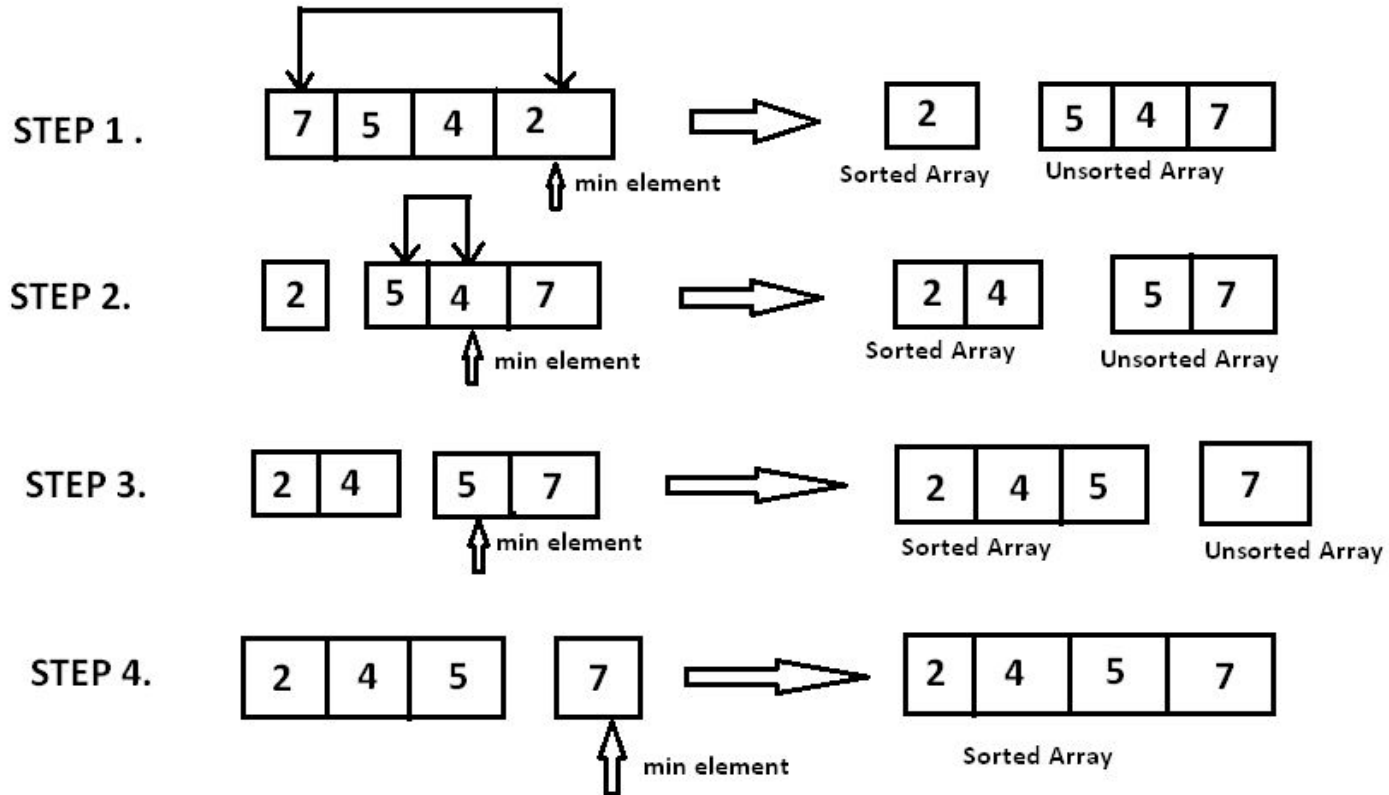 STEP 1 .
7 5 4 2
2
5 4 7
min element
Sorted Array
Unsorted Array
STEP 2.
2
5 4 7
2 4
5 7
min element
Sorted Array
Unsorted Array
STEP 3.
2 4
5 7
2 4 5
7
min element
Sorted Array
Unsorted Array
STEP 4.
2 4 5
7
2 4 5 7
min element
Sorted Array